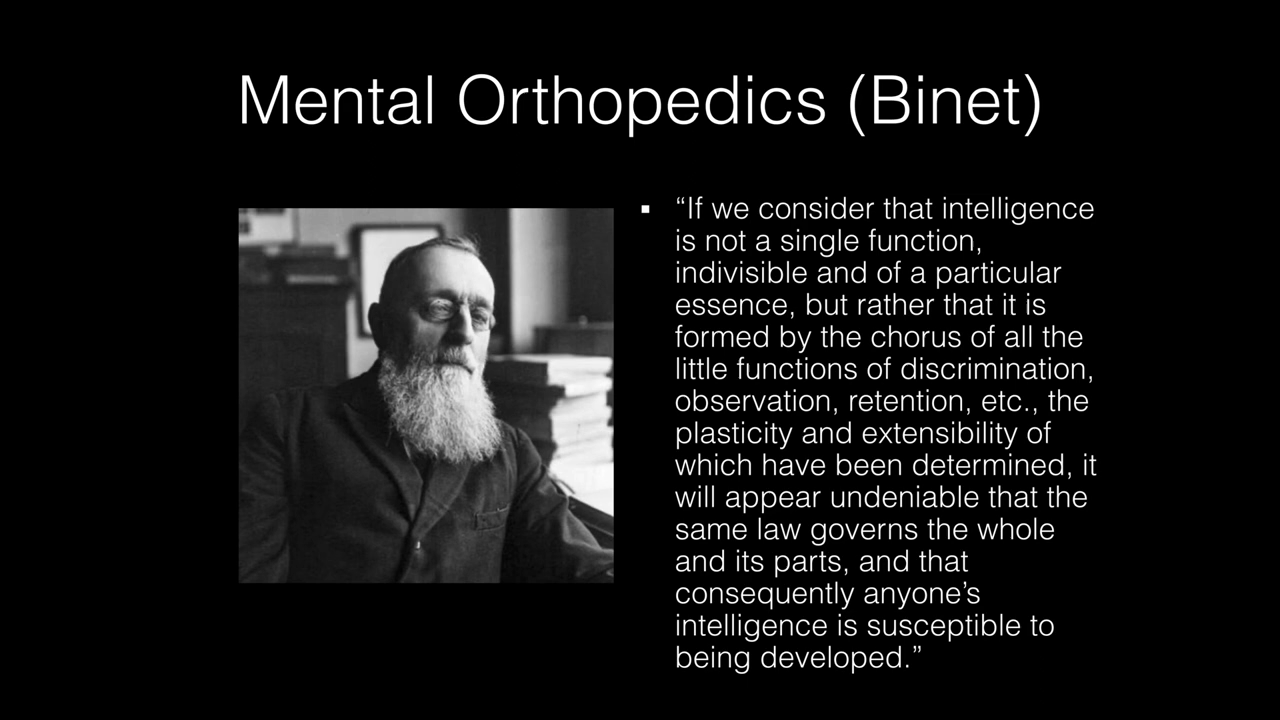 Mental Orthopedics (Binet)
▪ “If we consider that intelligence
is not a single function,
indivisible and of a particular
essence, but rather that it is
formed by the chorus of all the
little functions of discrimination,
observation, retention, etc., the
plasticity and extensibility of
which have been determined, it
will appear undeniable that the
same law governs the whole
and its parts, and that
consequently anyone’s
intelligence is susceptible to
being developed.”